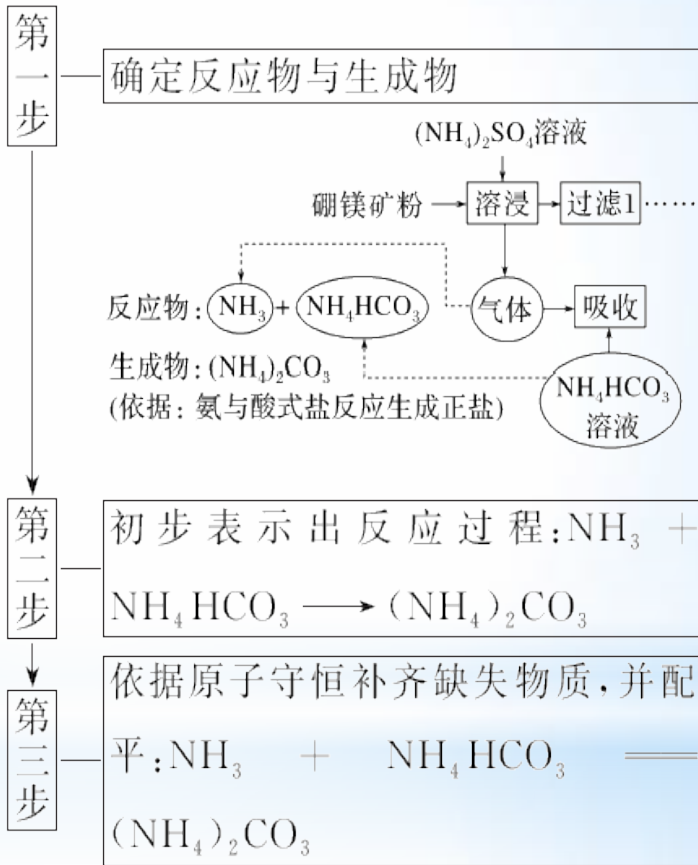 第一步
确定反应物与生成物
(NH₄)₂SO₄溶液
硼镁矿粉 溶浸 过滤1 ……
反应物:NH₃+NH₄HCO₃ 气体 吸收
生成物:(NH₄)₂CO₃
(依据:氨与酸式盐反应生成正盐)
NH₄HCO₃
溶液
第二步
初步表示出反应过程:NH₃ +
NH₄HCO₃ ⟶ (NH₄)₂CO₃
第三步
依据原子守恒补齐缺失物质,并配
平:NH₃ + NH₄HCO₃ ══
(NH₄)₂CO₃